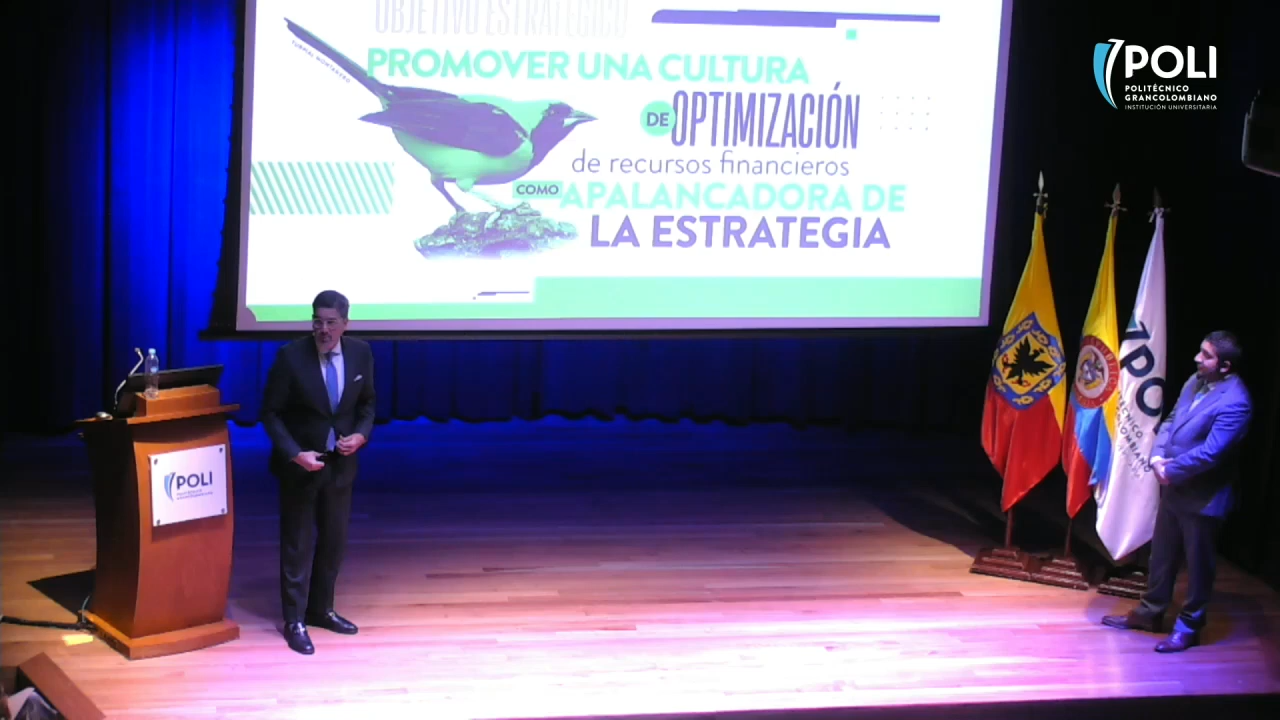 OBJETIVO ESTRATÉGICO
PROMOVER UNA CULTURA
DE OPTIMIZACIÓN
de recursos financieros
COMO APALANCADORA DE
LA ESTRATEGIA
POLI
POLITÉCNICO
GRANCOLOMBIANO
INSTITUCIÓN UNIVERSITARIA
POLI
PO